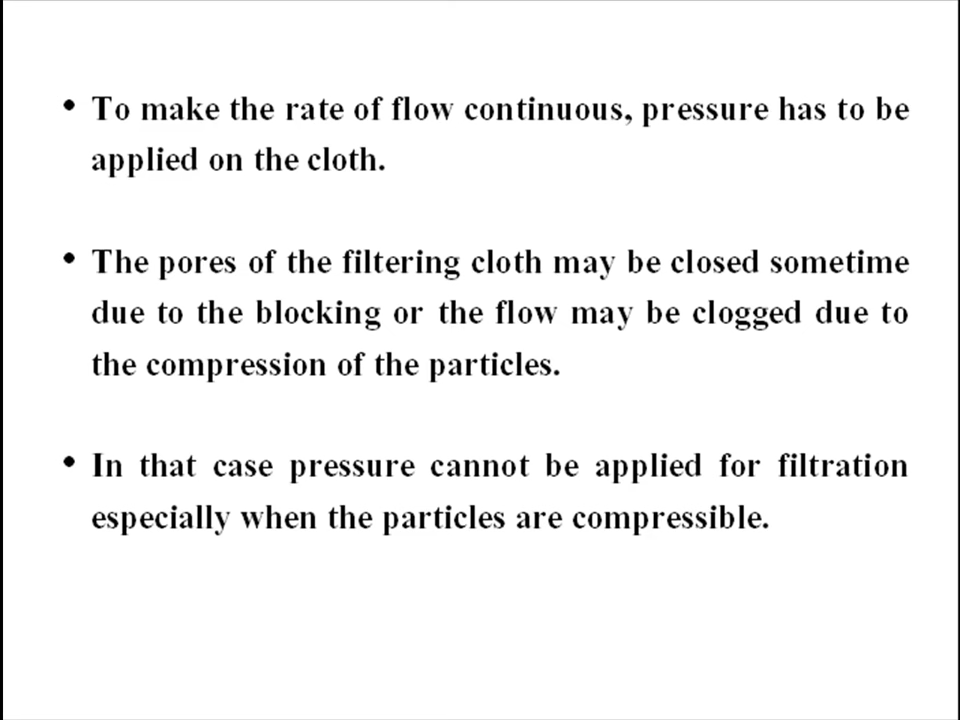 • To make the rate of flow continuous, pressure has to be
applied on the cloth.
• The pores of the filtering cloth may be closed sometime
due to the blocking or the flow may be clogged due to
the compression of the particles.
• In that case pressure cannot be applied for filtration
especially when the particles are compressible.